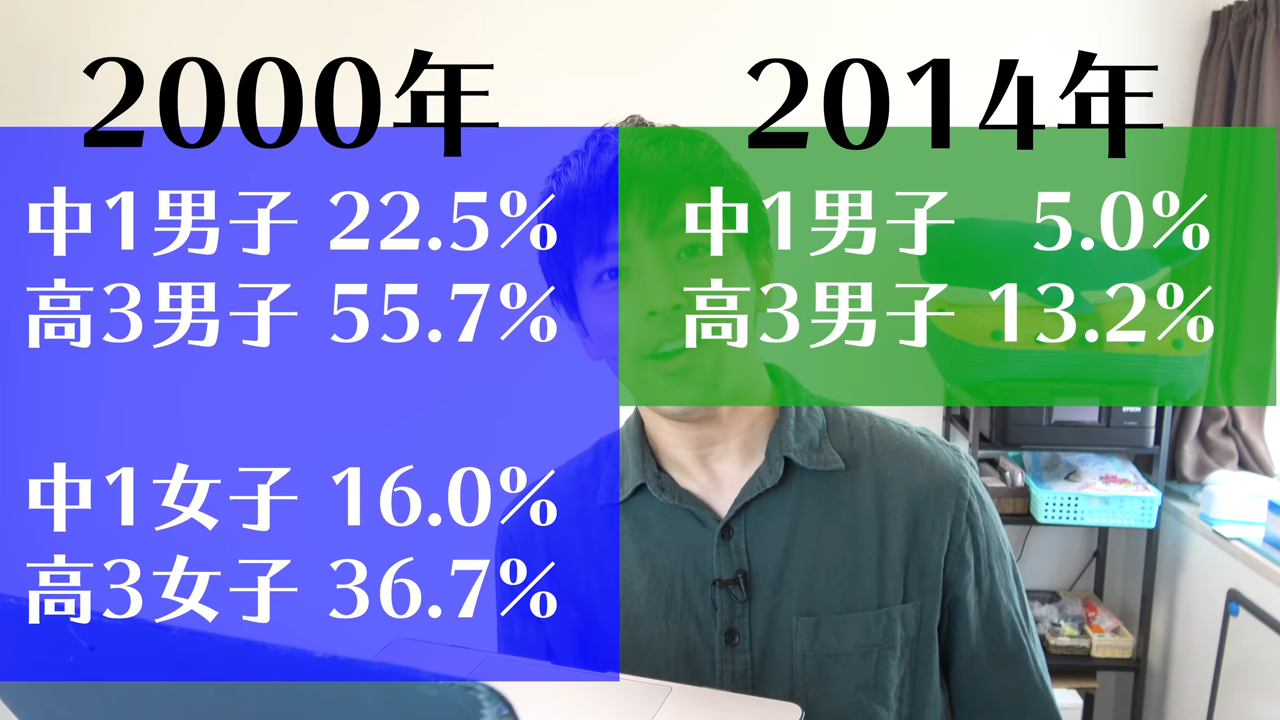 2000年
中1男子 22.5%
高3男子 55.7%
中1女子 16.0%
高3女子 36.7%
2014年
中1男子 5.0%
高3男子 13.2%
EPSON